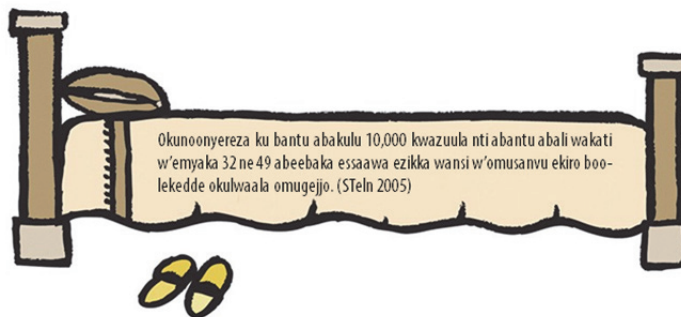 Okunoonyereza ku bantu abakulu 10,000 kwazuula nti abantu abali wakati
w'emyaka 32 ne 49 abeebaka essaawa ezikka wansi w'omusanvu ekiro boo-
lekedde okulwaala omugejjo. (STeln 2005)